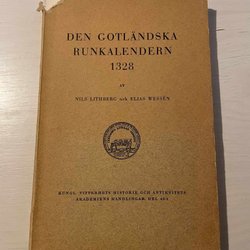 DEN GOTLÄNDSKA
RUNKALENDERN
1328
AV
NILS LITHBERG och ELIAS WESSÉN
KUNGL. VITTERHETS HISTORIE OCH ANTIKVITETS
AKADEMIENS HANDLINGAR. DEL 45:2